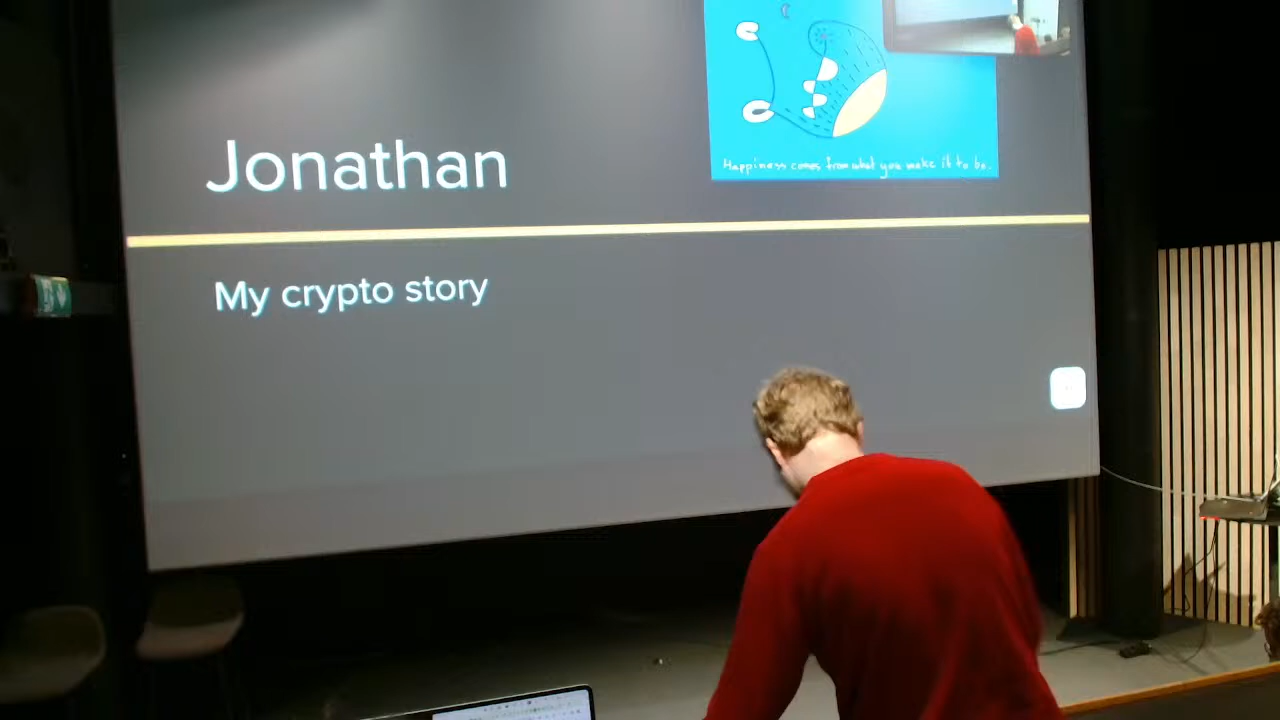 Jonathan
Happiness comes from what you make it to be.
My crypto story